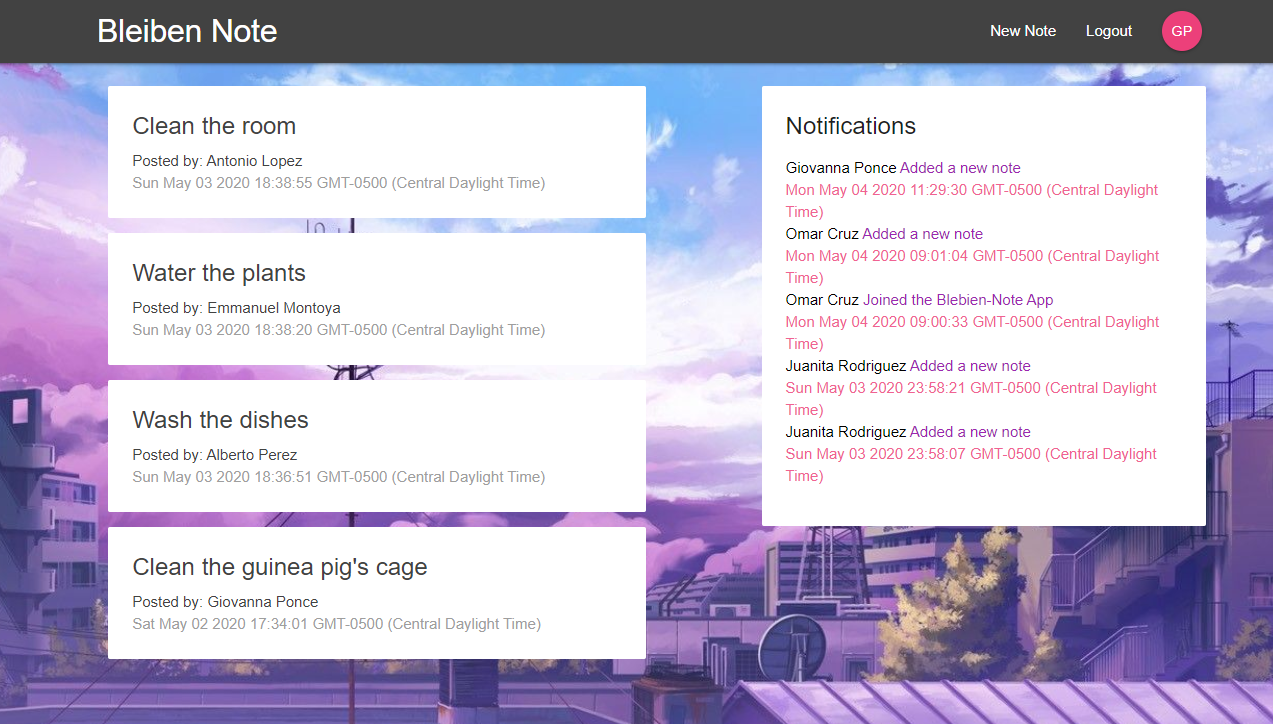 Bleiben Note
New Note
Logout
GP
Clean the room
Posted by: Antonio Lopez
Sun May 03 2020 18:38:55 GMT-0500 (Central Daylight Time)
Water the plants
Posted by: Emmanuel Montoya
Sun May 03 2020 18:38:20 GMT-0500 (Central Daylight Time)
Wash the dishes
Posted by: Alberto Perez
Sun May 03 2020 18:36:51 GMT-0500 (Central Daylight Time)
Clean the guinea pig's cage
Posted by: Giovanna Ponce
Sat May 02 2020 17:34:01 GMT-0500 (Central Daylight Time)
Notifications
Giovanna Ponce Added a new note
Mon May 04 2020 11:29:30 GMT-0500 (Central Daylight
Time)
Omar Cruz Added a new note
Mon May 04 2020 09:01:04 GMT-0500 (Central Daylight
Time)
Omar Cruz Joined the Blebien-Note App
Mon May 04 2020 09:00:33 GMT-0500 (Central Daylight
Time)
Juanita Rodriguez Added a new note
Sun May 03 2020 23:58:21 GMT-0500 (Central Daylight
Time)
Juanita Rodriguez Added a new note
Sun May 03 2020 23:58:07 GMT-0500 (Central Daylight
Time)